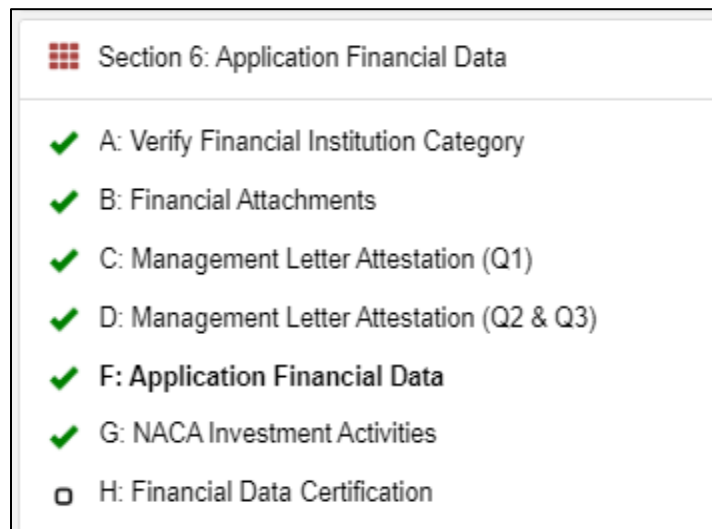 Section 6: Application Financial Data
A: Verify Financial Institution Category
B: Financial Attachments
C: Management Letter Attestation (Q1)
D: Management Letter Attestation (Q2 & Q3)
F: Application Financial Data
G: NACA Investment Activities
H: Financial Data Certification